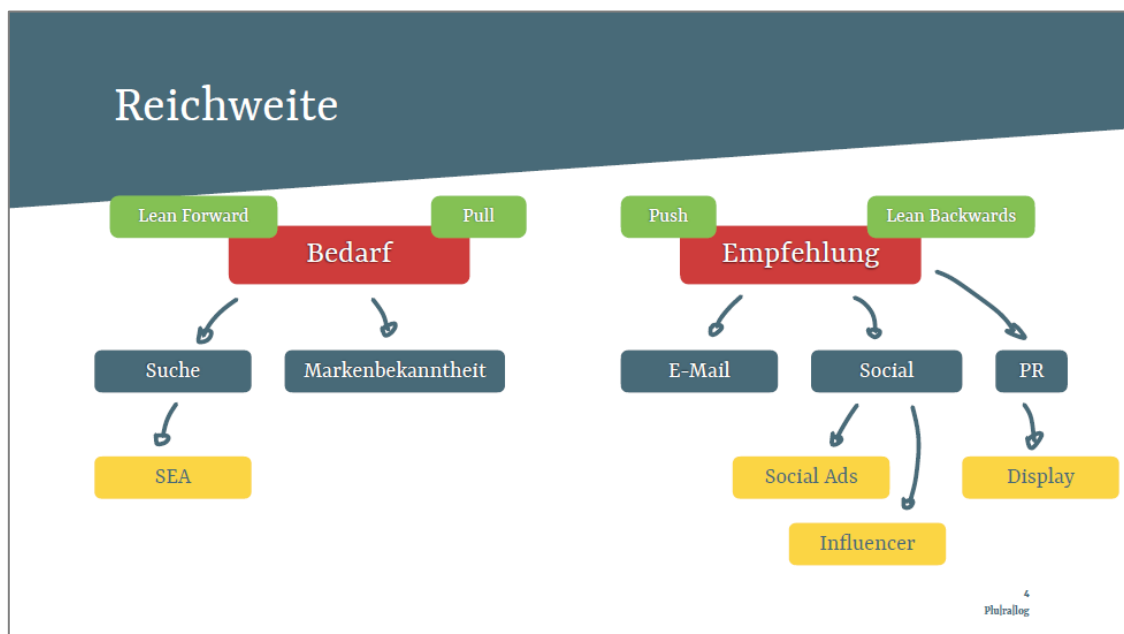 Reichweite
Lean Forward
Pull
Bedarf
Push
Lean Backwards
Empfehlung
Suche
Markenbekanntheit
E-Mail
Social
PR
SEA
Social Ads
Display
Influencer
4
Plu|ra|log